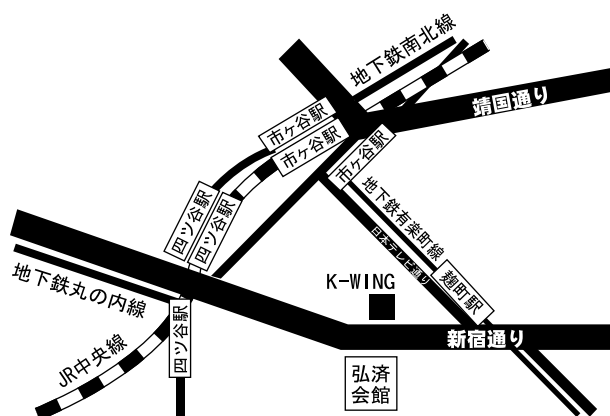 地下鉄南北線
靖国通り
市ヶ谷駅
市ヶ谷駅
市ヶ谷駅
四ツ谷駅
四ツ谷駅
地下鉄有楽町線
日本テレビ通り
麹町駅
地下鉄丸の内線
K-WING
四ツ谷駅
新宿通り
JR中央線
弘済
会館